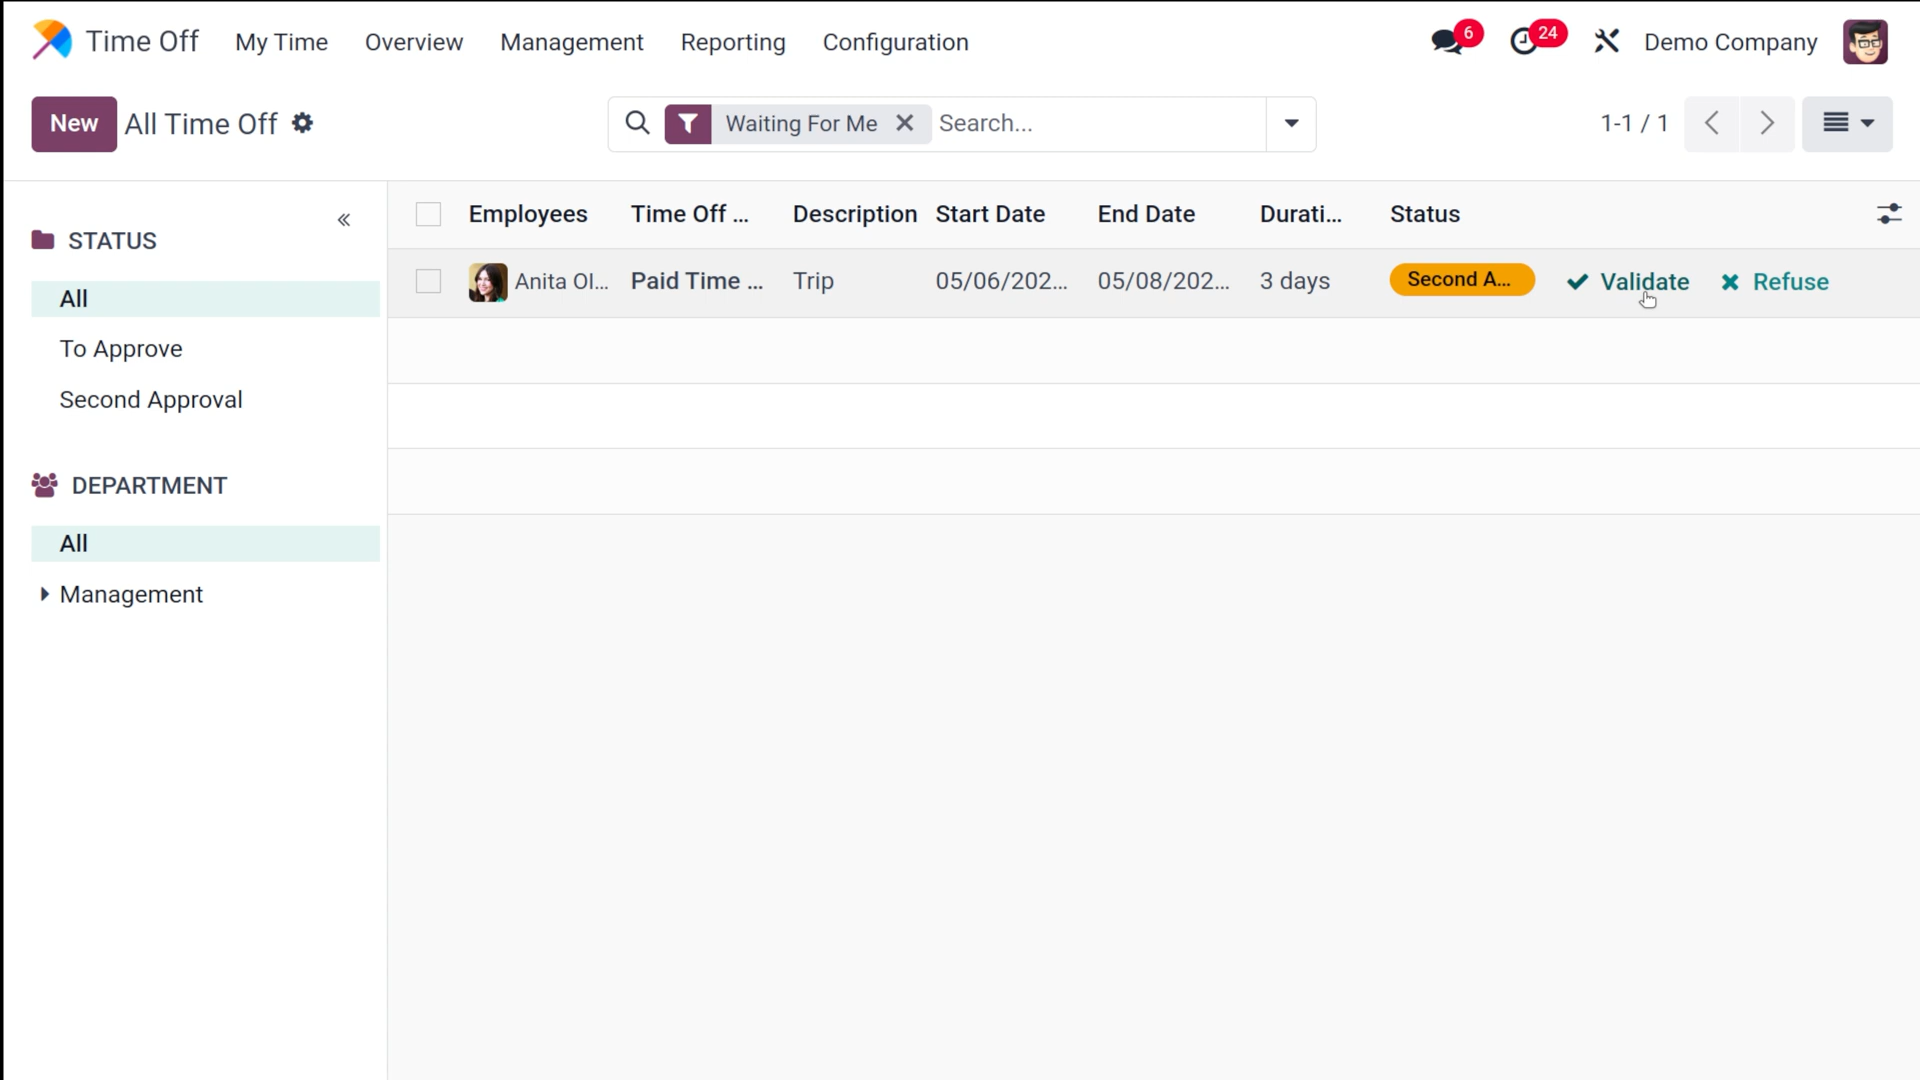 Time Off My Time Overview Management Reporting Configuration 6 24 Demo Company
New All Time Off Waiting For Me Search... 1-1 / 1
Employees Time Off ... Description Start Date End Date Durati... Status
STATUS
Anita Ol... Paid Time ... Trip 05/06/202... 05/08/202... 3 days Second A... Validate Refuse
All
To Approve
Second Approval
DEPARTMENT
All
Management